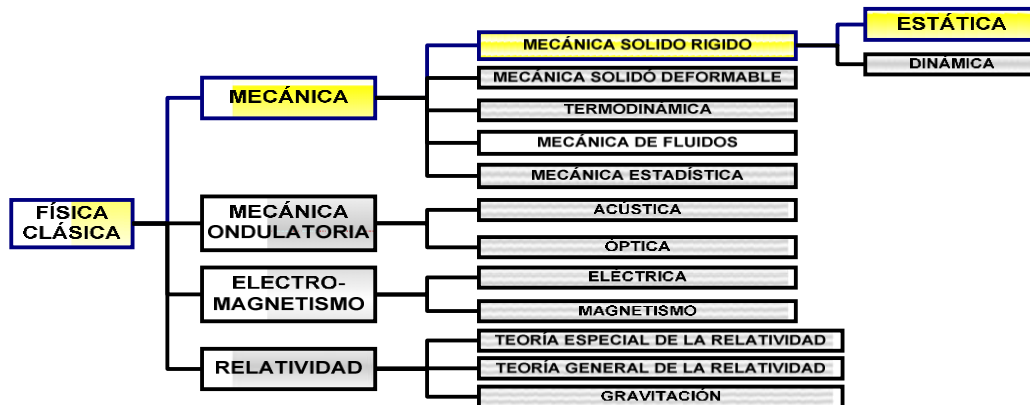 ESTÁTICA
MECÁNICA SOLIDO RIGIDO
DINÁMICA
MECÁNICA SOLIDÓ DEFORMABLE
MECÁNICA
TERMODINÁMICA
MECÁNICA DE FLUIDOS
MECÁNICA ESTADÍSTICA
FÍSICA
CLÁSICA
MECÁNICA
ONDULATORIA
ACÚSTICA
ÓPTICA
ELECTRO-
MAGNETISMO
ELÉCTRICA
MAGNETISMO
RELATIVIDAD
TEORÍA ESPECIAL DE LA RELATIVIDAD
TEORÍA GENERAL DE LA RELATIVIDAD
GRAVITACIÓN